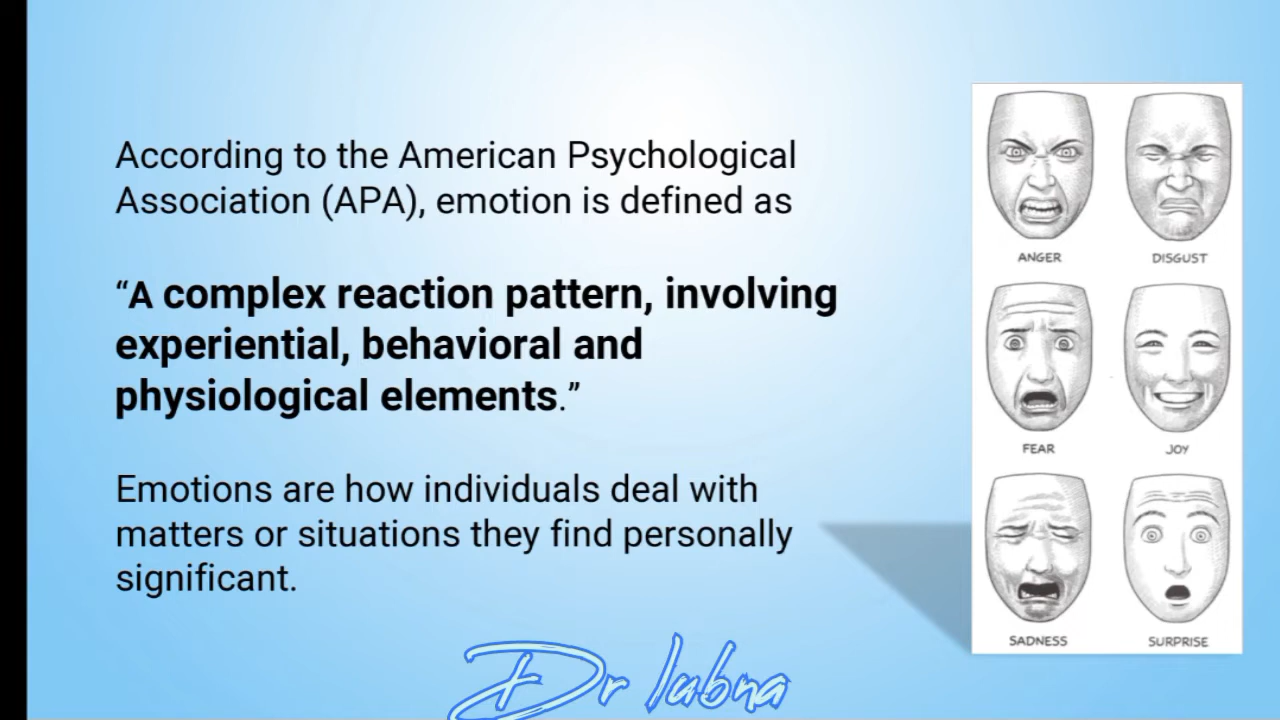 According to the American Psychological
Association (APA), emotion is defined as
“A complex reaction pattern, involving
experiential, behavioral and
physiological elements.”
Emotions are how individuals deal with
matters or situations they find personally
significant.
ANGER
DISGUST
FEAR
JOY
SADNESS
SURPRISE
Dr lubna